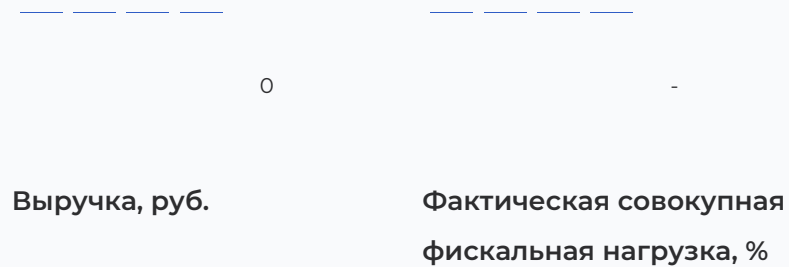 0 -
Выручка, руб. Фактическая совокупная
фискальная нагрузка, %